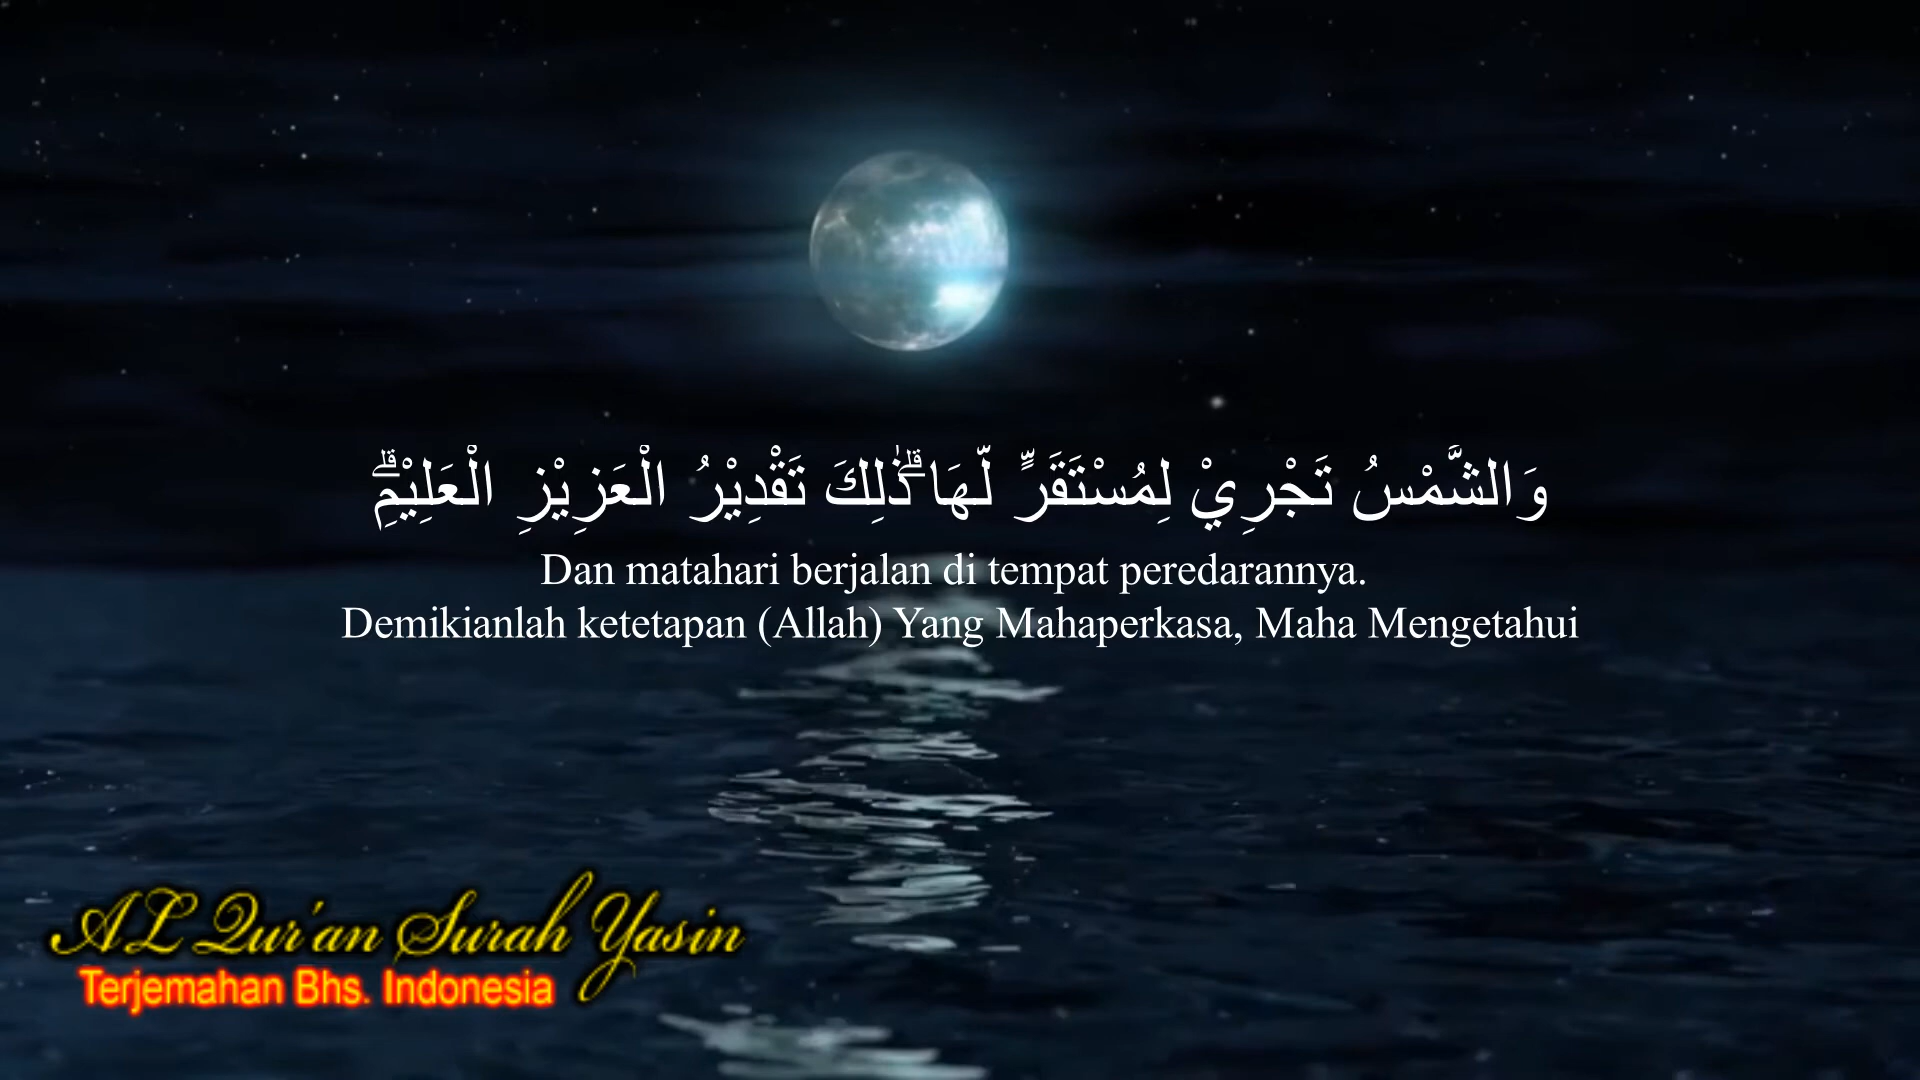 وَالشَّمْسُ تَجْرِيْ لِمُسْتَقَرٍّ لَّهَا ۗذٰلِكَ تَقْدِيْرُ الْعَزِيْزِ الْعَلِيْمِۗ
Dan matahari berjalan di tempat peredarannya.
Demikianlah ketetapan (Allah) Yang Mahaperkasa, Maha Mengetahui
AL Qur'an Surah Yasin
Terjemahan Bhs. Indonesia